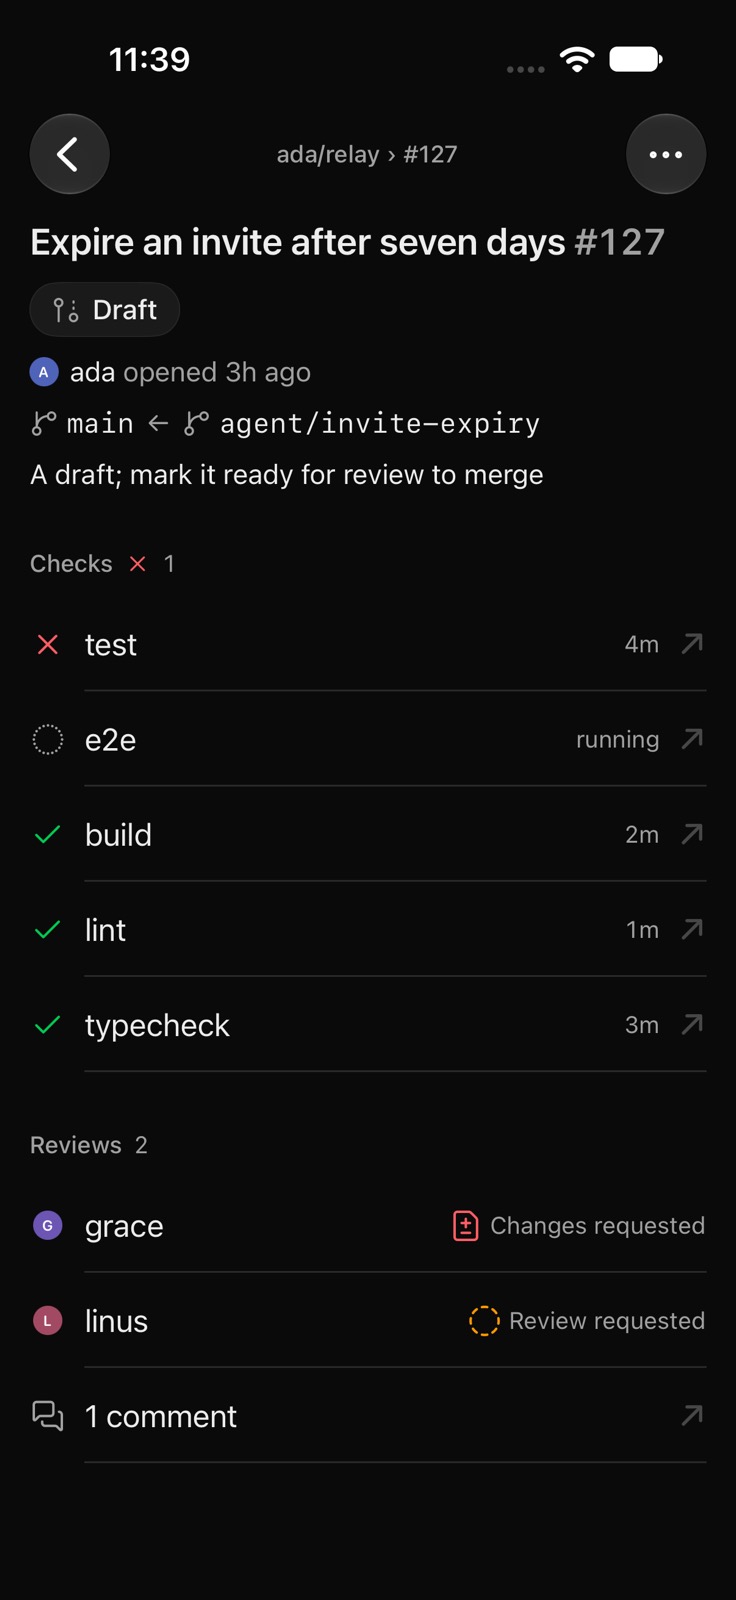 11:39
ada/relay › #127
Expire an invite after seven days #127
Draft
A ada opened 3h ago
main ← agent/invite-expiry
A draft; mark it ready for review to merge
Checks 1
test 4m
e2e running
build 2m
lint 1m
typecheck 3m
Reviews 2
G grace Changes requested
L linus Review requested
1 comment